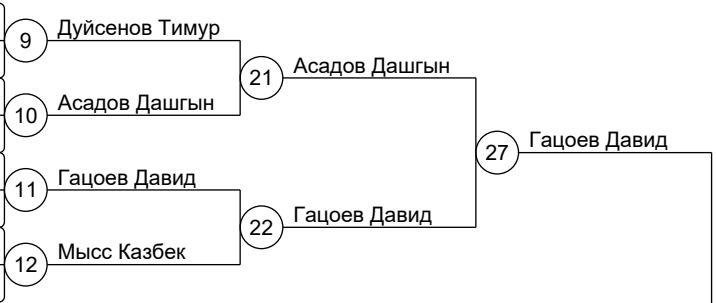 9 Дуйсенов Тимур
21 Асадов Дашгын
10 Асадов Дашгын
27 Гацоев Давид
11 Гацоев Давид
22 Гацоев Давид
12 Мысс Казбек